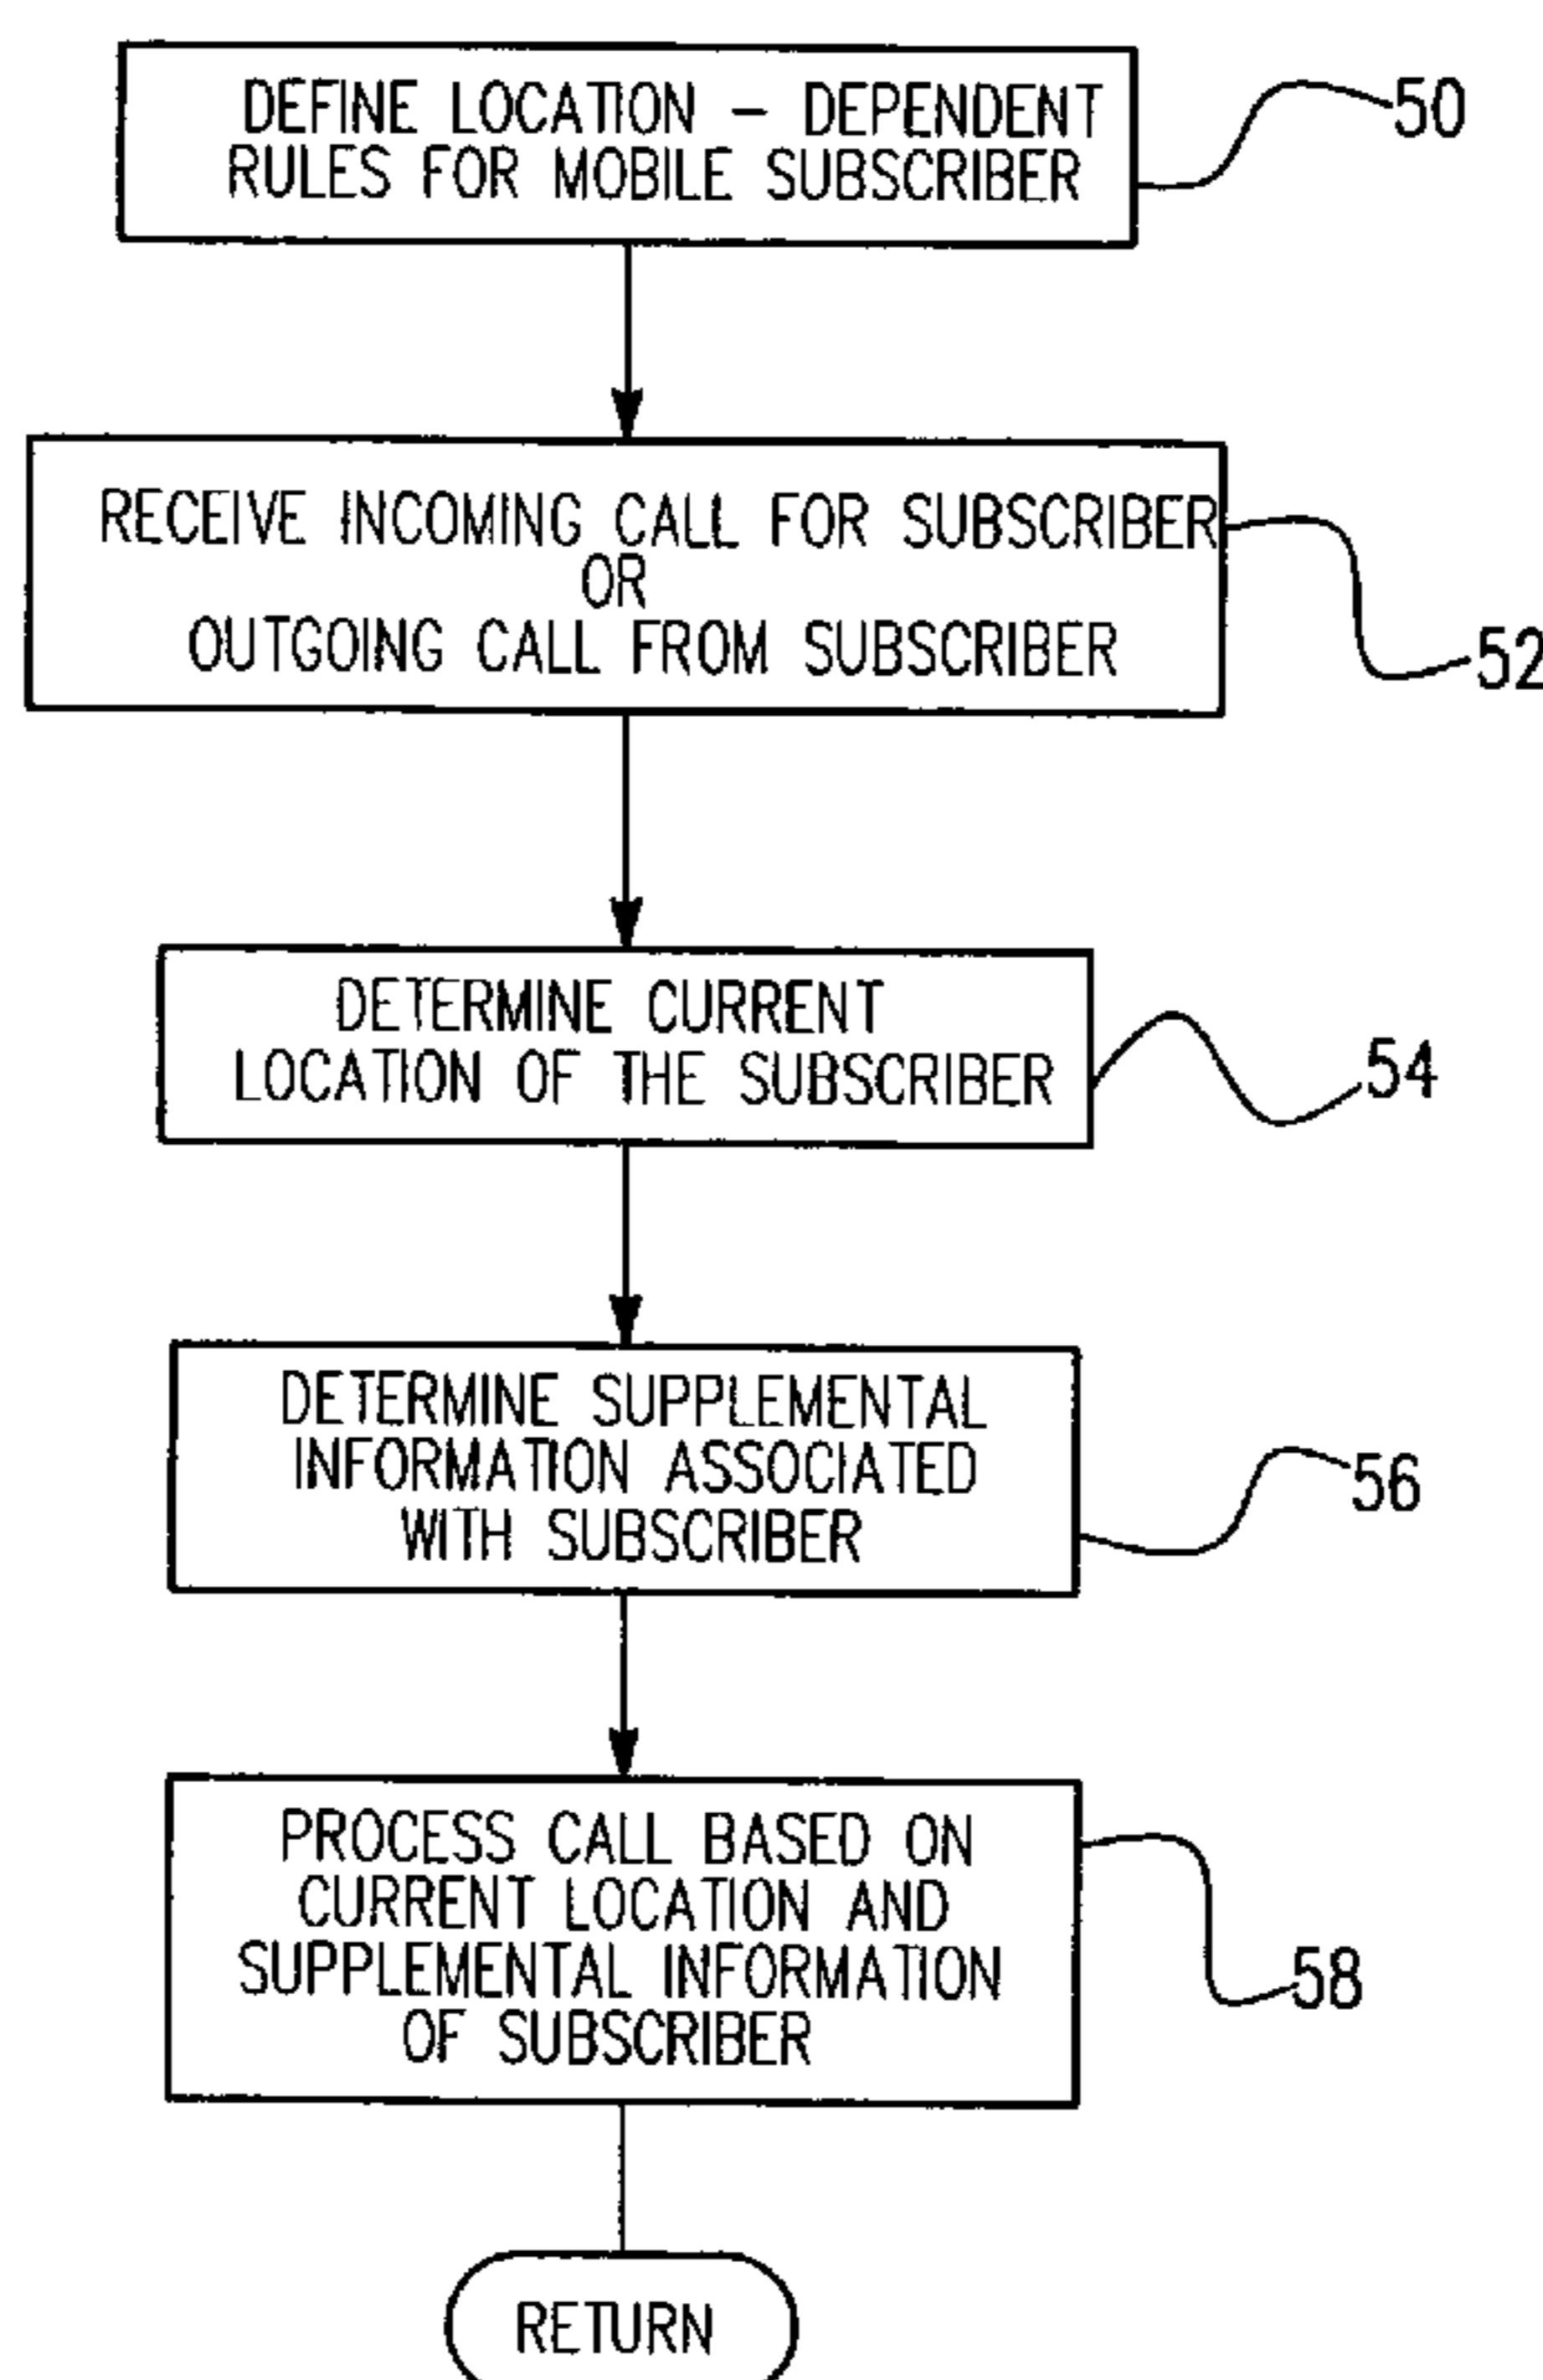 DEFINE LOCATION - DEPENDENT
RULES FOR MOBILE SUBSCRIBER
50
RECEIVE INCOMING CALL FOR SUBSCRIBER
OR
OUTGOING CALL FROM SUBSCRIBER
52
DETERMINE CURRENT
LOCATION OF THE SUBSCRIBER
54
DETERMINE SUPPLEMENTAL
INFORMATION ASSOCIATED
WITH SUBSCRIBER
56
PROCESS CALL BASED ON
CURRENT LOCATION AND
SUPPLEMENTAL INFORMATION
OF SUBSCRIBER
58
RETURN